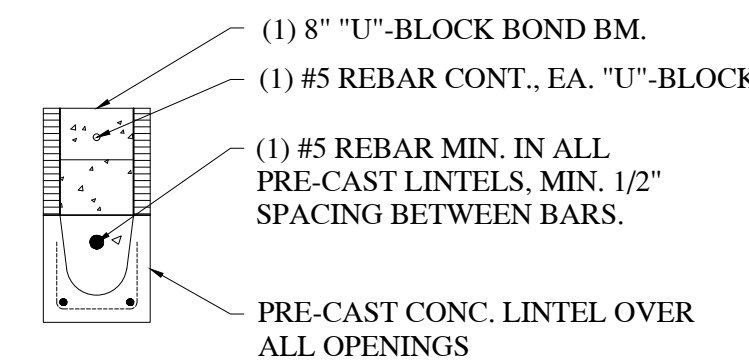 (1) 8" "U"-BLOCK BOND BM.
(1) #5 REBAR CONT., EA. "U"-BLOCK
(1) #5 REBAR MIN. IN ALL
PRE-CAST LINTELS, MIN. 1/2"
SPACING BETWEEN BARS.
PRE-CAST CONC. LINTEL OVER
ALL OPENINGS